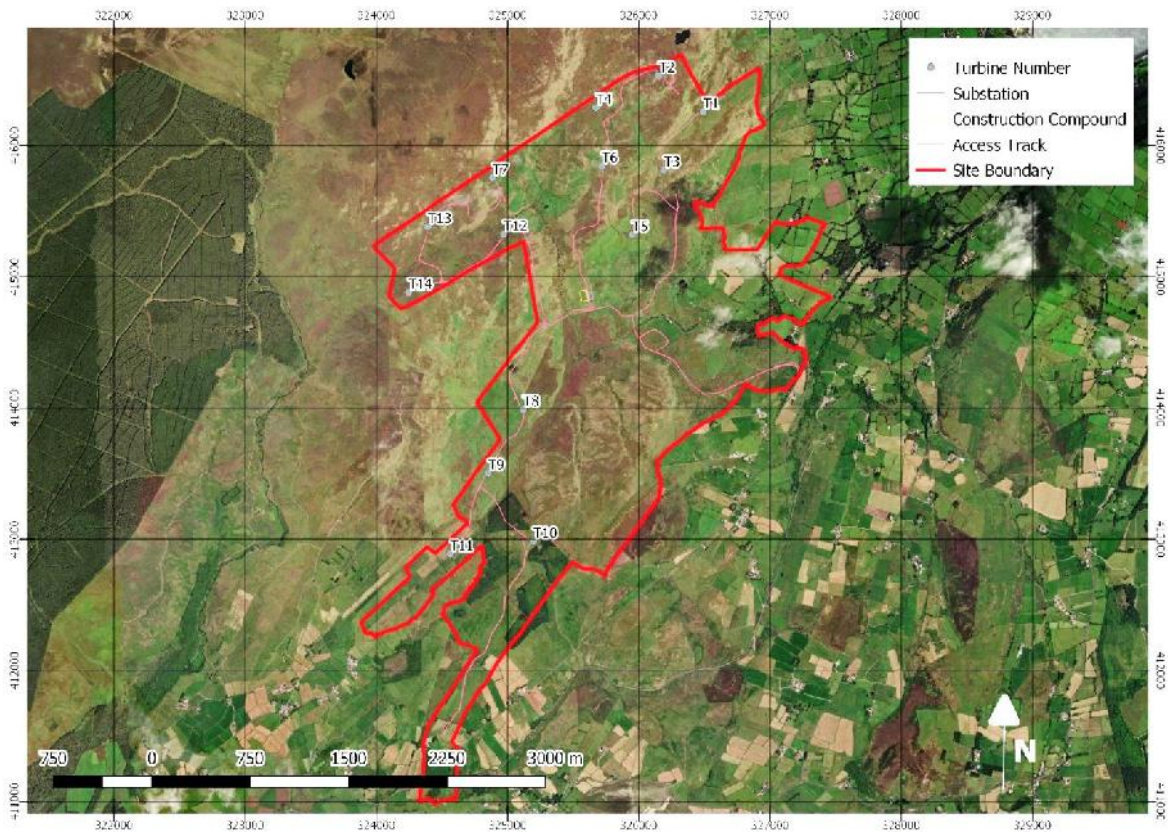 322000 323000 324000 325000 326000 327000 328000 329000
Turbine Number
Substation
Construction Compound
Access Track
Site Boundary
T2
T4
T1
416000
416000
T6
T3
T7
T13
T12
T5
415000
415000
T14
T8
414000
414000
T9
T10
413000
413000
T11
412000
412000
N
750 0 750 1500 2250 3000 m
411000
411000
322000 323000 324000 325000 326000 327000 328000 329000